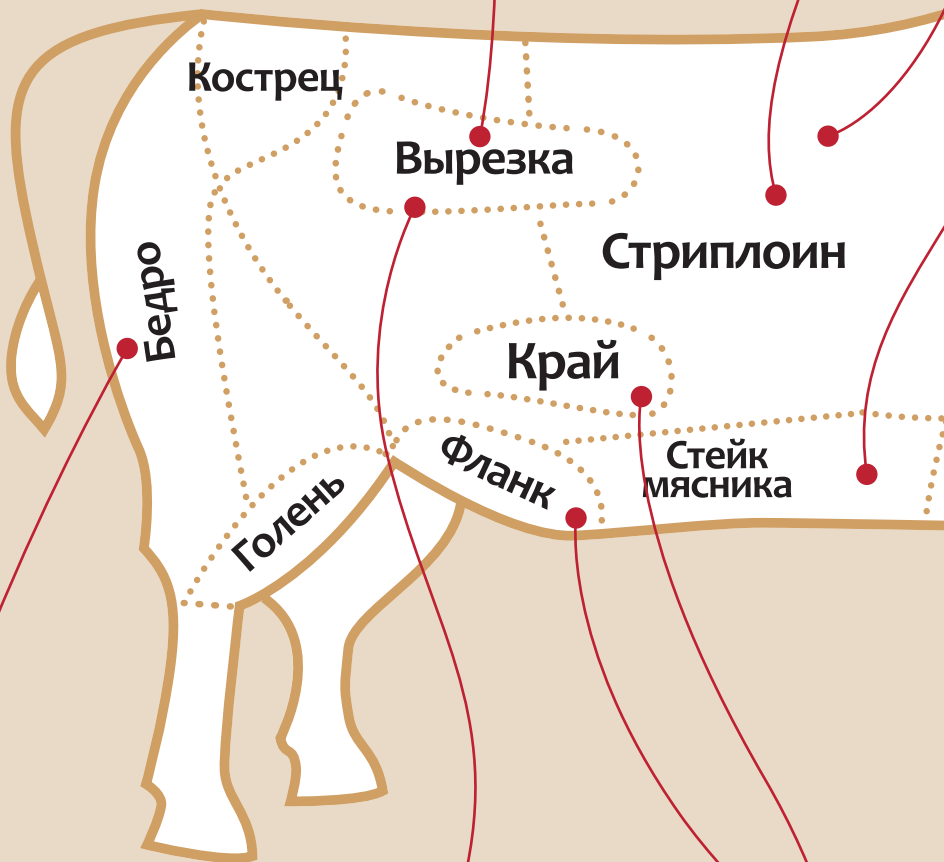 Кострец
Вырезка
Стриплоин
Бедро
Край
Фланк
Стейк
мясника
Голень